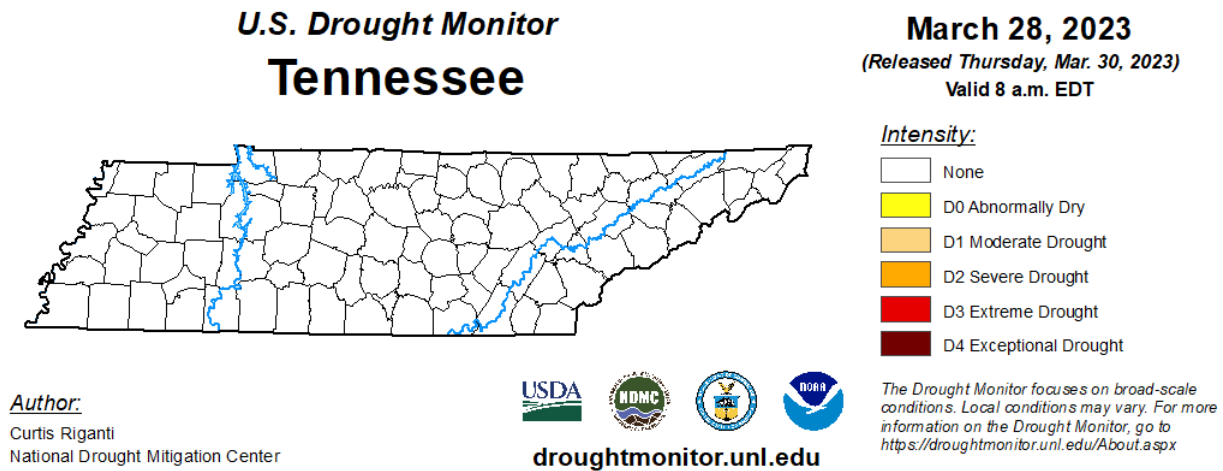 U.S. Drought Monitor
Tennessee
March 28, 2023
(Released Thursday, Mar. 30, 2023)
Valid 8 a.m. EDT
Intensity:
None
D0 Abnormally Dry
D1 Moderate Drought
D2 Severe Drought
D3 Extreme Drought
D4 Exceptional Drought
Author:
Curtis Riganti
National Drought Mitigation Center
USDA
NDMC
NOAA
droughtmonitor.unl.edu
The Drought Monitor focuses on broad-scale
conditions. Local conditions may vary. For more
information on the Drought Monitor, go to
https://droughtmonitor.unl.edu/About.aspx